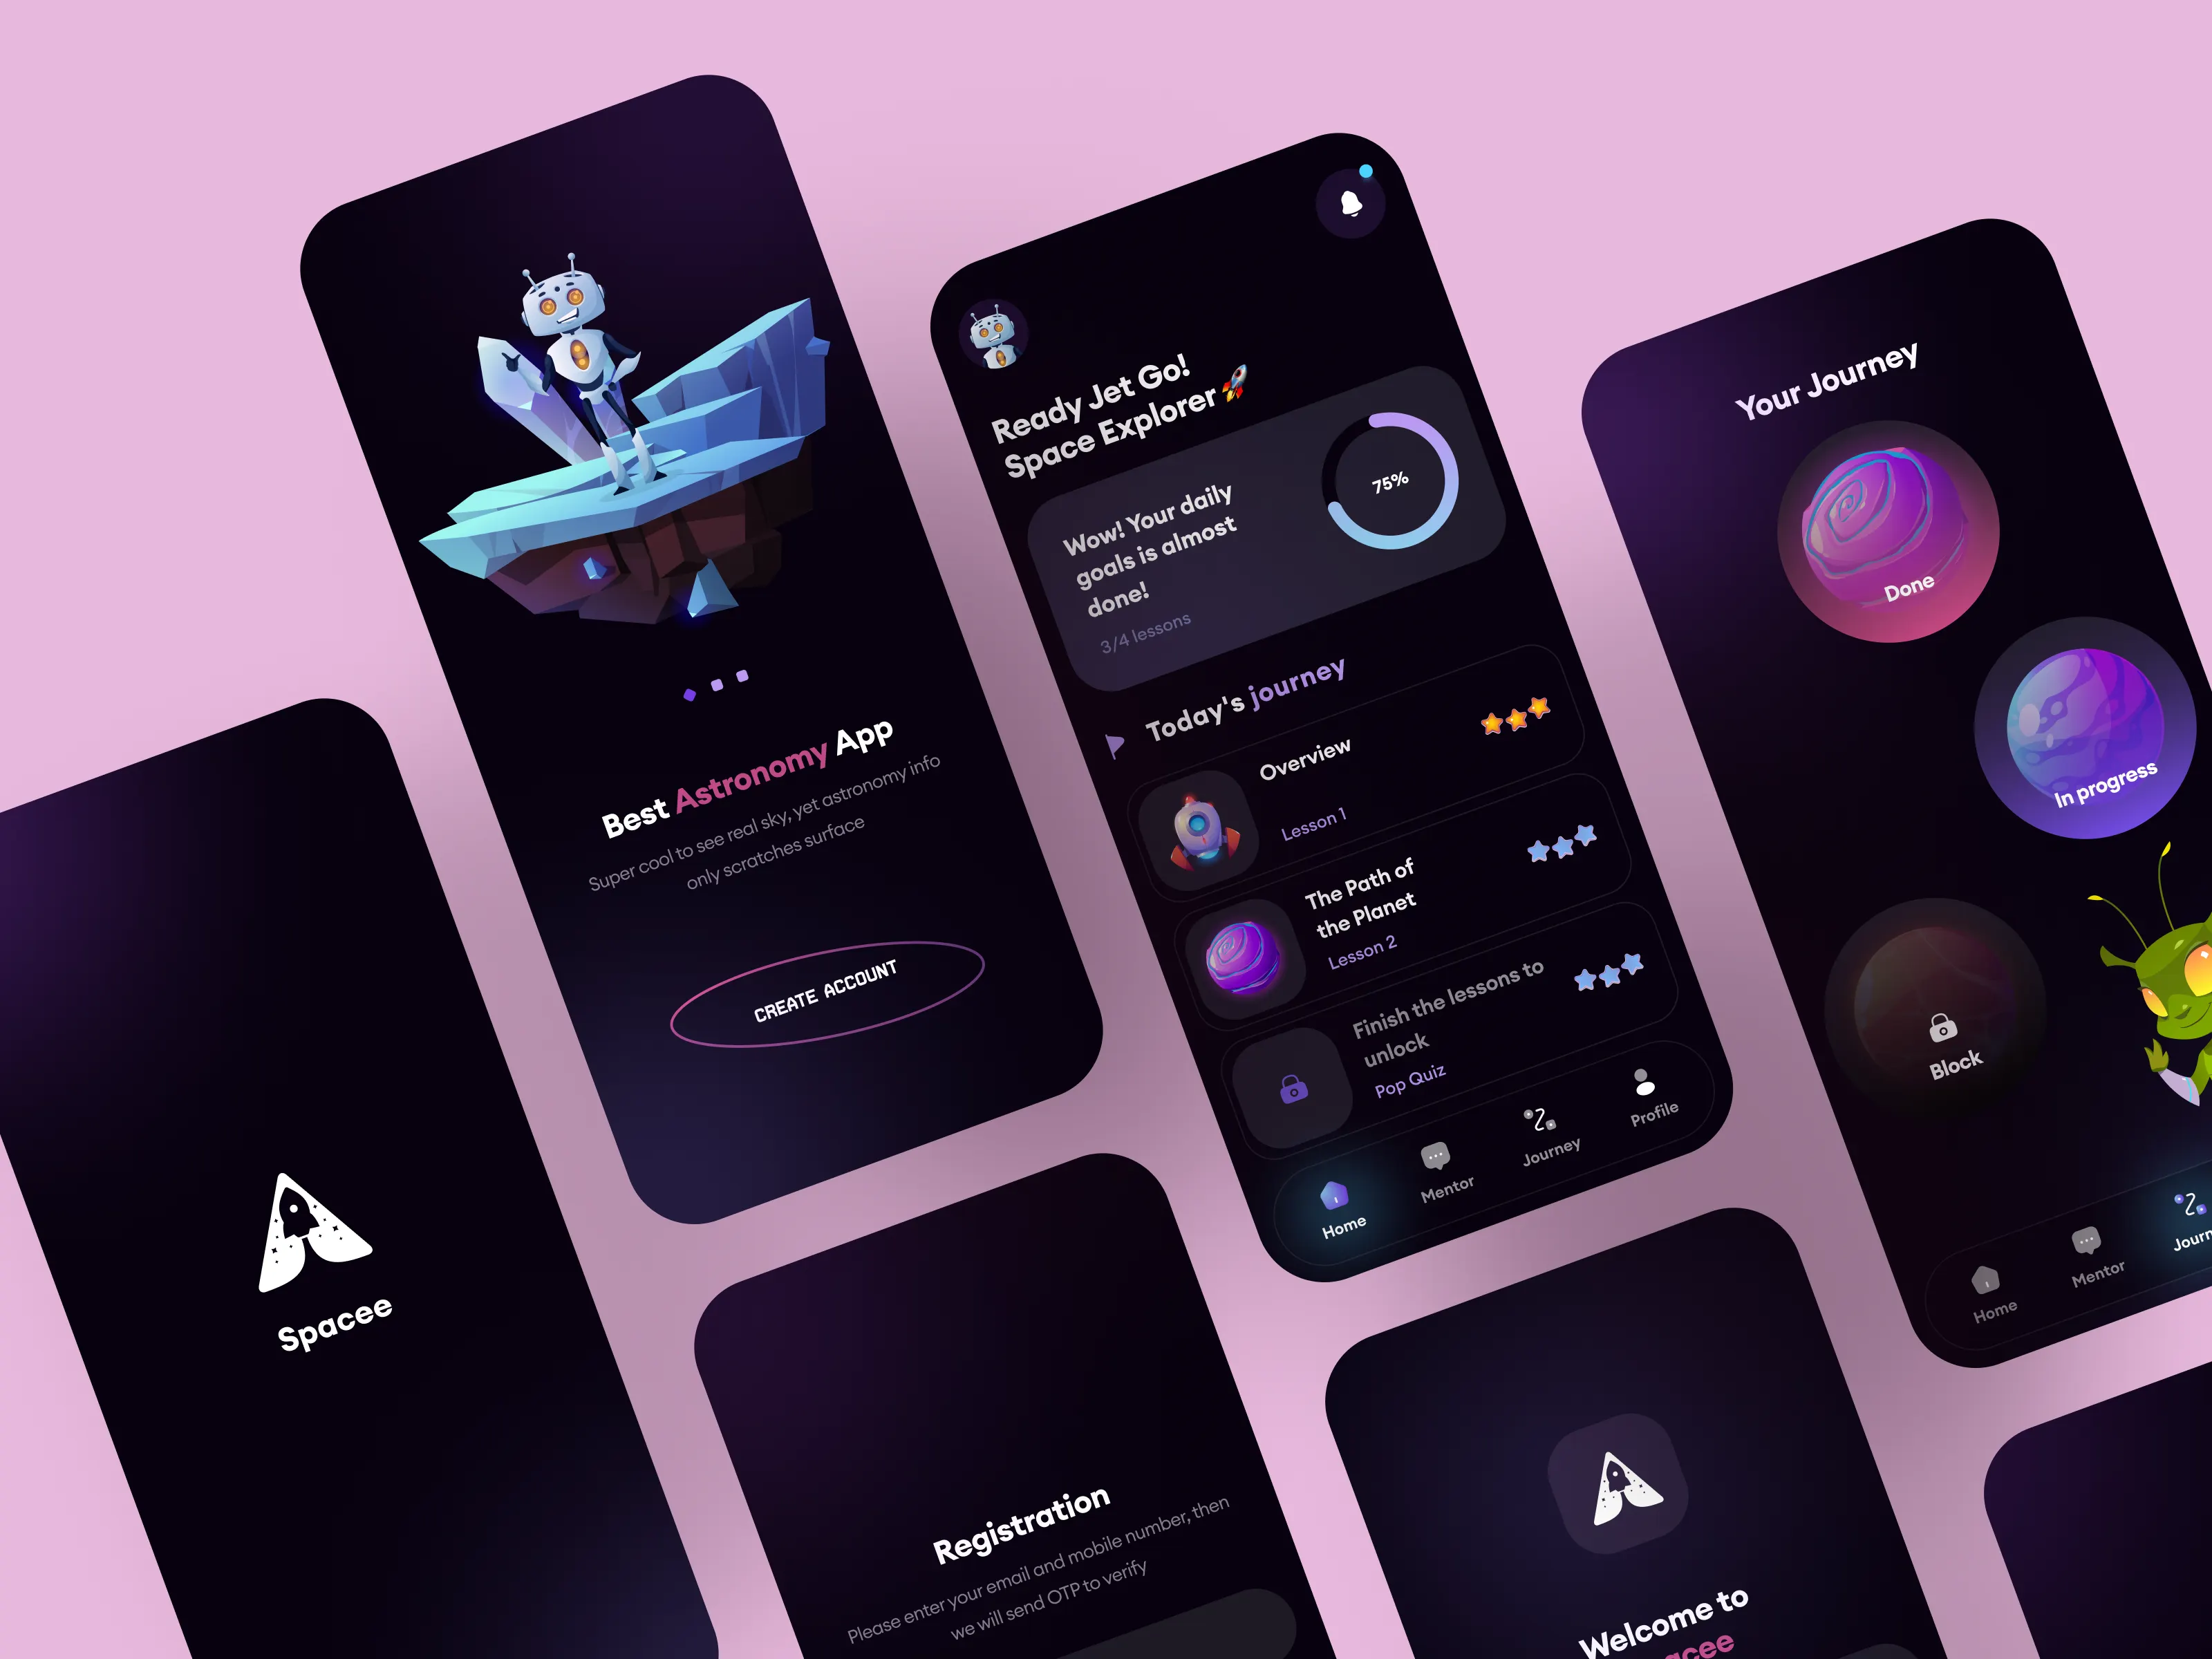 Spacee
Best Astronomy App
Super cool to see real sky, yet astronomy info
only scratches surface
CREATE ACCOUNT
Ready Jet Go!
Space Explorer
Wow! Your daily
goals is almost
done!
3/4 lessons
75%
Today's journey
Overview
Lesson 1
The Path of
the Planet
Lesson 2
Finish the lessons to
unlock
Pop Quiz
Home
Mentor
Journey
Profile
Your Journey
Done
In progress
Block
Home
Mentor
Journ
Registration
Please enter your email and mobile number, then
we will send OTP to verify
Welcome to
acee